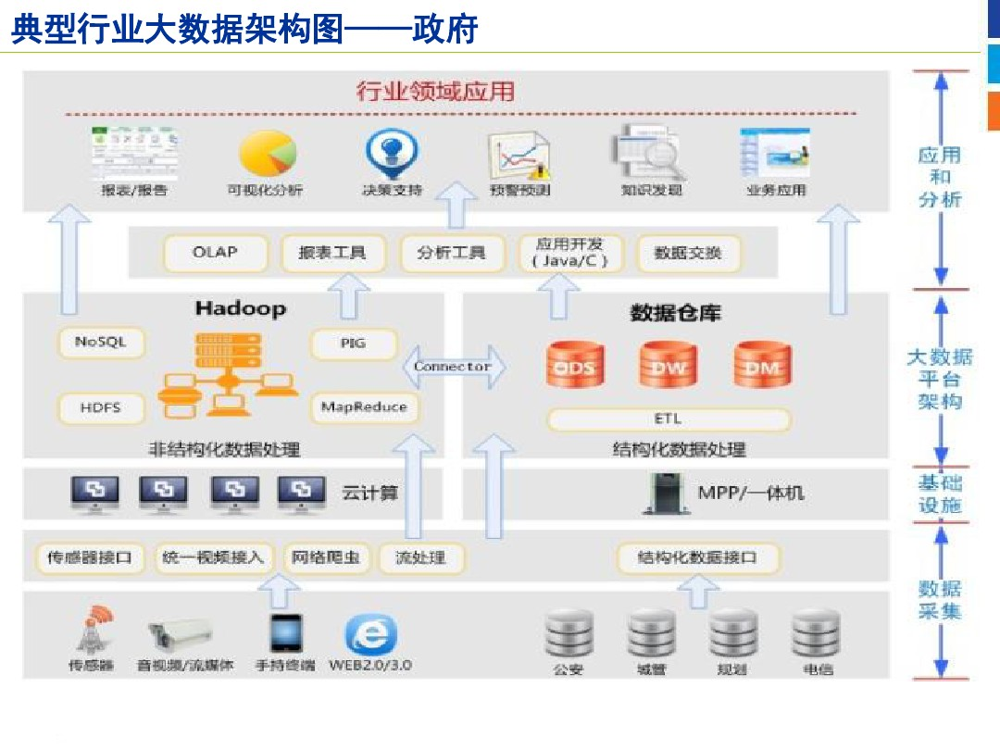 典型行业大数据架构图——政府
行业领域应用
报表/报告
可视化分析
决策支持
预警预测
知识发现
业务应用
应用
和
分析
OLAP
报表工具
分析工具
应用开发
（Java/C）
数据交换
Hadoop
NoSQL
PIG
HDFS
MapReduce
非结构化数据处理
Connector
数据仓库
ODS
DW
DM
ETL
结构化数据处理
大数据
平台
架构
云计算
MPP/一体机
基础
设施
传感器接口
统一视频接入
网络爬虫
流处理
结构化数据接口
传感器
音视频/流媒体
手持终端
WEB2.0/3.0
公安
城管
规划
电信
数据
采集